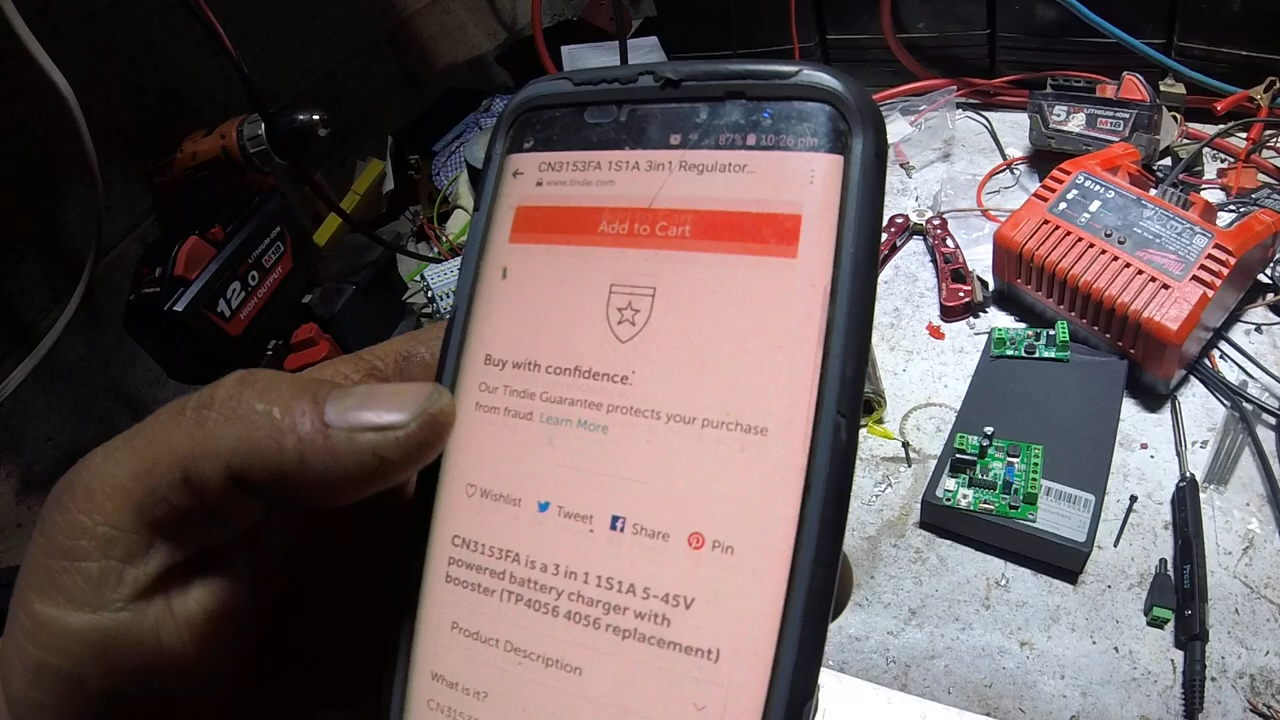 87% 10:26 pm
CN3153FA 1S1A 3in1 Regulator...
www.tindie.com
Add to Cart
Buy with confidence.*
Our Tindie Guarantee protects your purchase
from fraud. Learn More
Wishlist Tweet Share Pin
CN3153FA is a 3 in 1 1S1A 5-45V
powered battery charger with
booster (TP4056 4056 replacement)
Product Description
What is it?
LITHIUM-ION
M18
12.0
HIGH OUTPUT
LITHIUM-ION
M18
C1418 C
Milwaukee